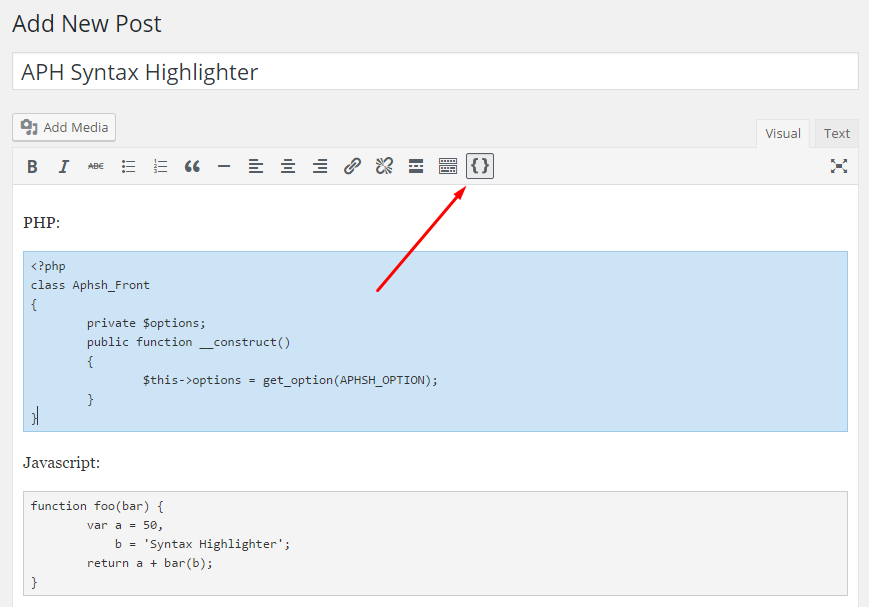 Add New Post
APH Syntax Highlighter
Add Media
Visual Text
B I ABC {}
PHP:
<?php
class Aphsh_Front
{
        private $options;
        public function __construct()
        {
                $this->options = get_option(APHSH_OPTION);
        }
}
Javascript:
function foo(bar) {
        var a = 50,
            b = 'Syntax Highlighter';
        return a + bar(b);
}